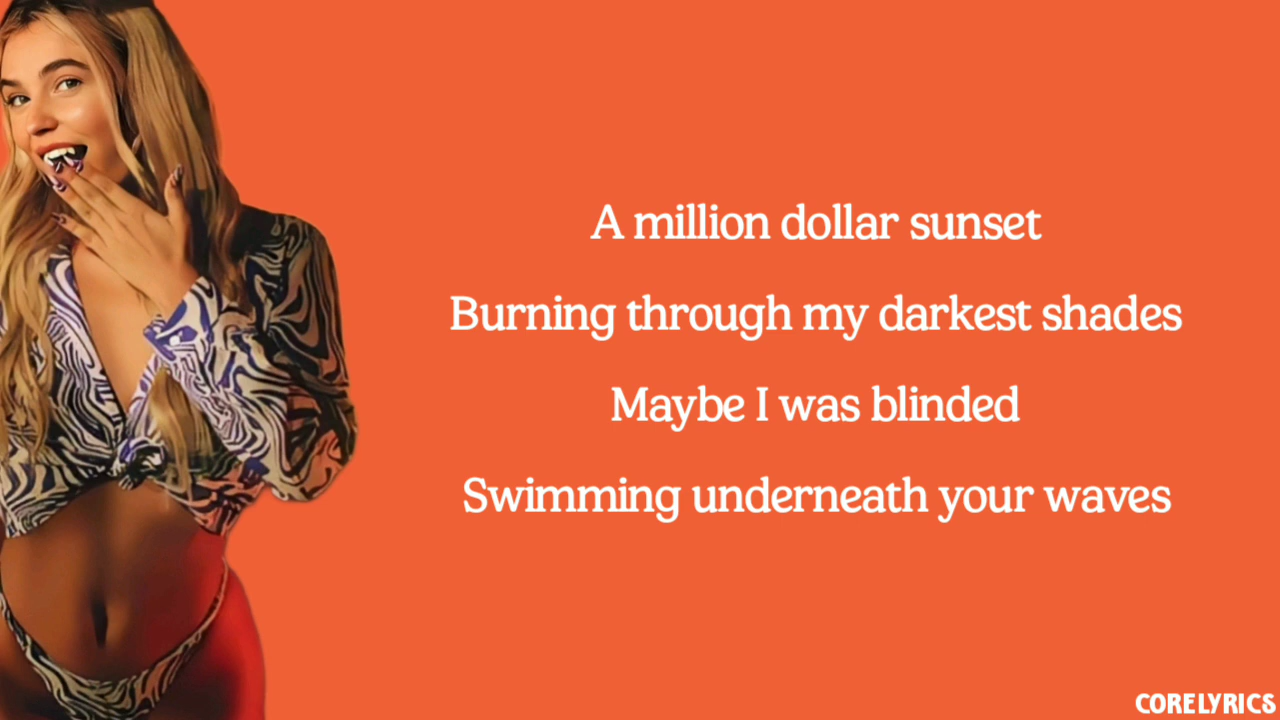 A million dollar sunset
Burning through my darkest shades
Maybe I was blinded
Swimming underneath your waves
CORELYRICS